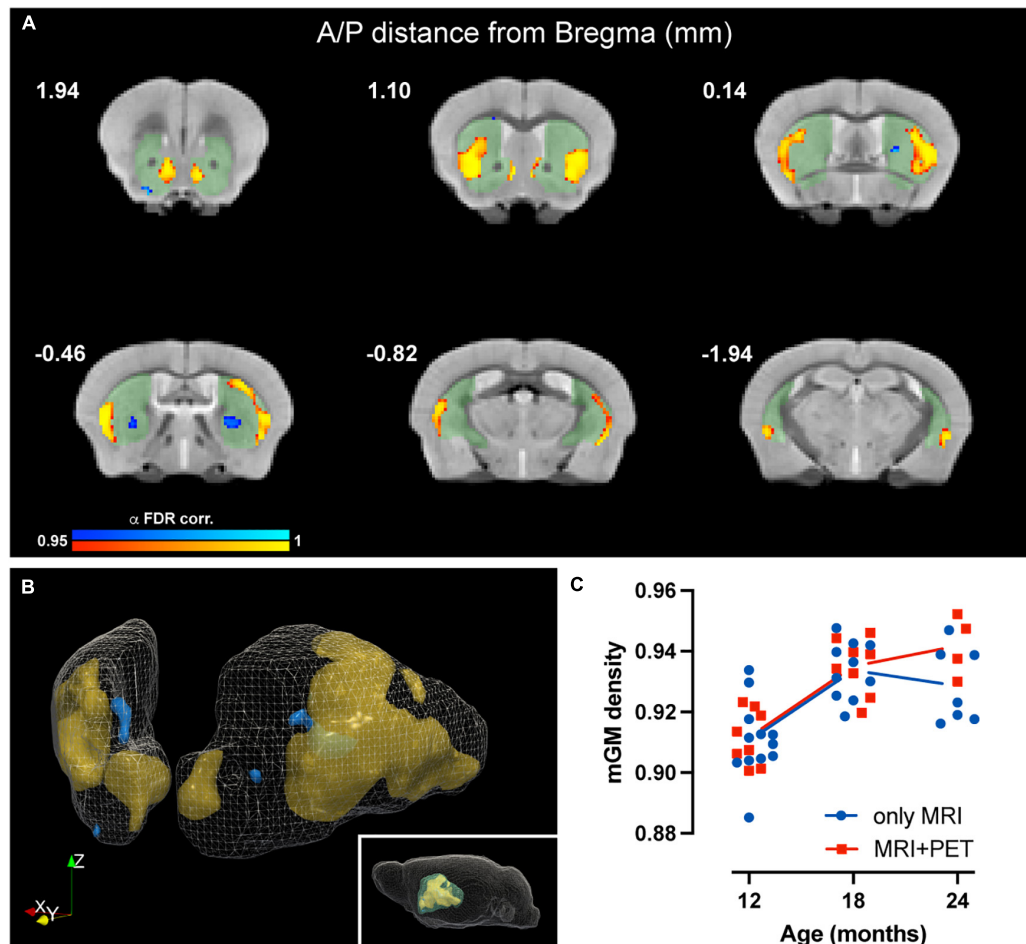 A
A/P distance from Bregma (mm)
1.94
1.10
0.14
-0.46
-0.82
-1.94
α FDR corr.
0.95
1
B
Z
X
Y
C
0.96
0.94
0.92
0.90
0.88
mGM density
only MRI
MRI+PET
12
18
24
Age (months)